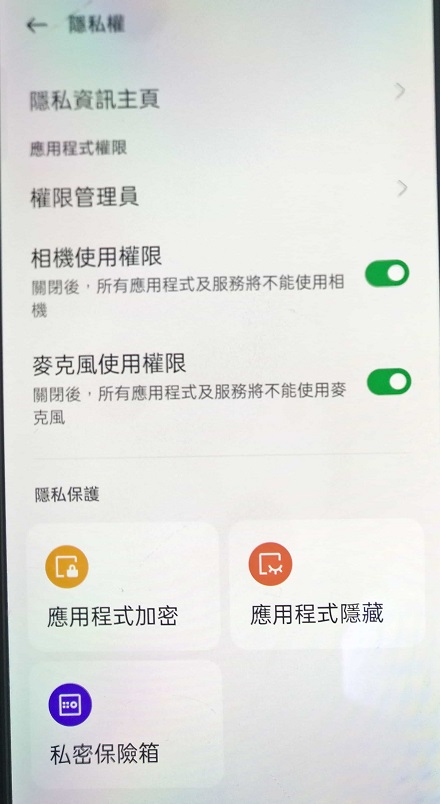 隱私權
隱私資訊主頁
應用程式權限
權限管理員
相機使用權限
關閉後，所有應用程式及服務將不能使用相
機
麥克風使用權限
關閉後，所有應用程式及服務將不能使用麥
克風
隱私保護
應用程式加密
應用程式隱藏
私密保險箱